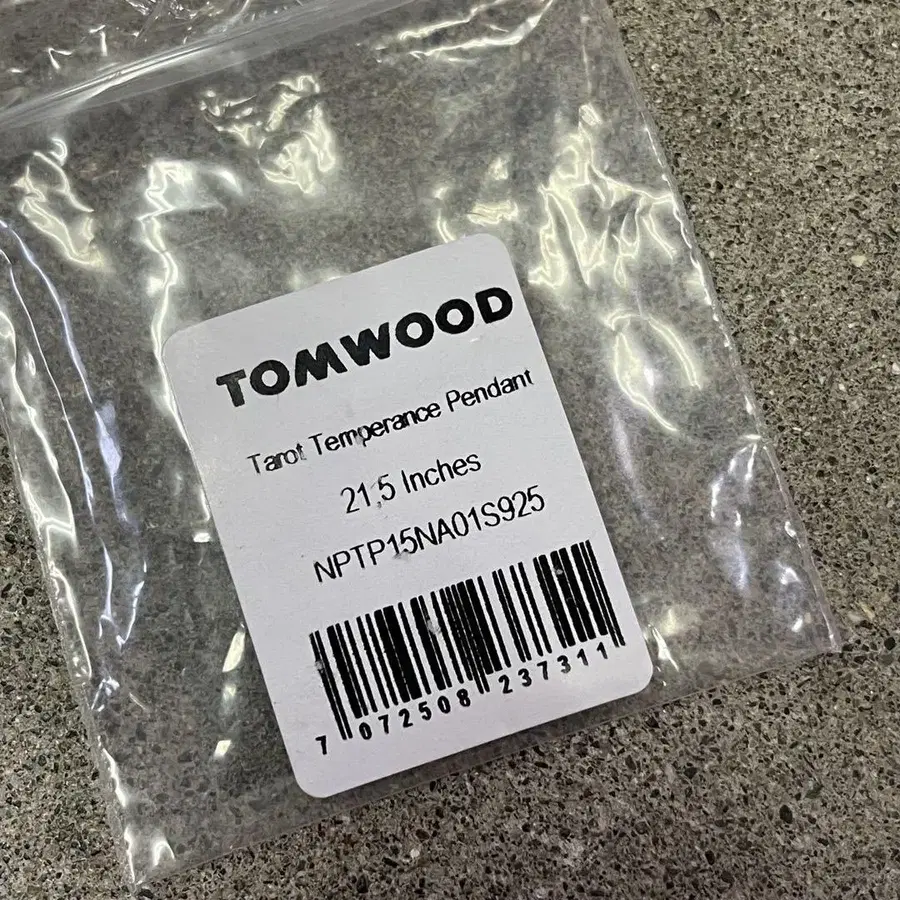 TOMWOOD
Tarot Temperance Pendant
21,5 Inches
NPTP15NA01S925
7 072508 237311